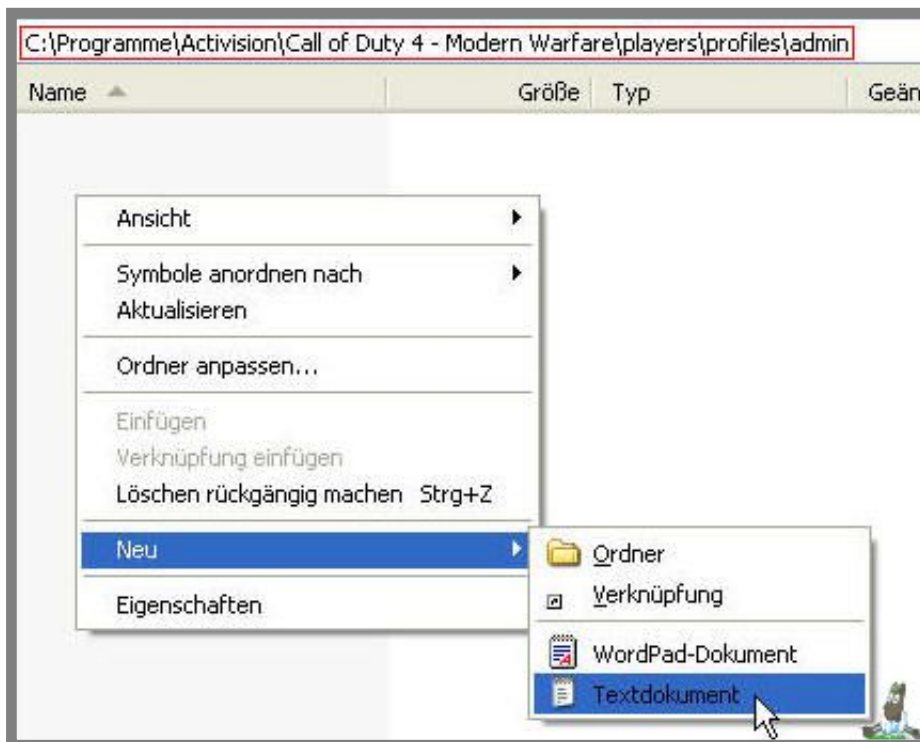 C:\Programme\Activision\Call of Duty 4 - Modern Warfare\players\profiles\admin
Name Größe Typ Geän
Ansicht
Symbole anordnen nach
Aktualisieren
Ordner anpassen...
Einfügen
Verknüpfung einfügen
Löschen rückgängig machen Strg+Z
Neu
Eigenschaften
Ordner
Verknüpfung
WordPad-Dokument
Textdokument